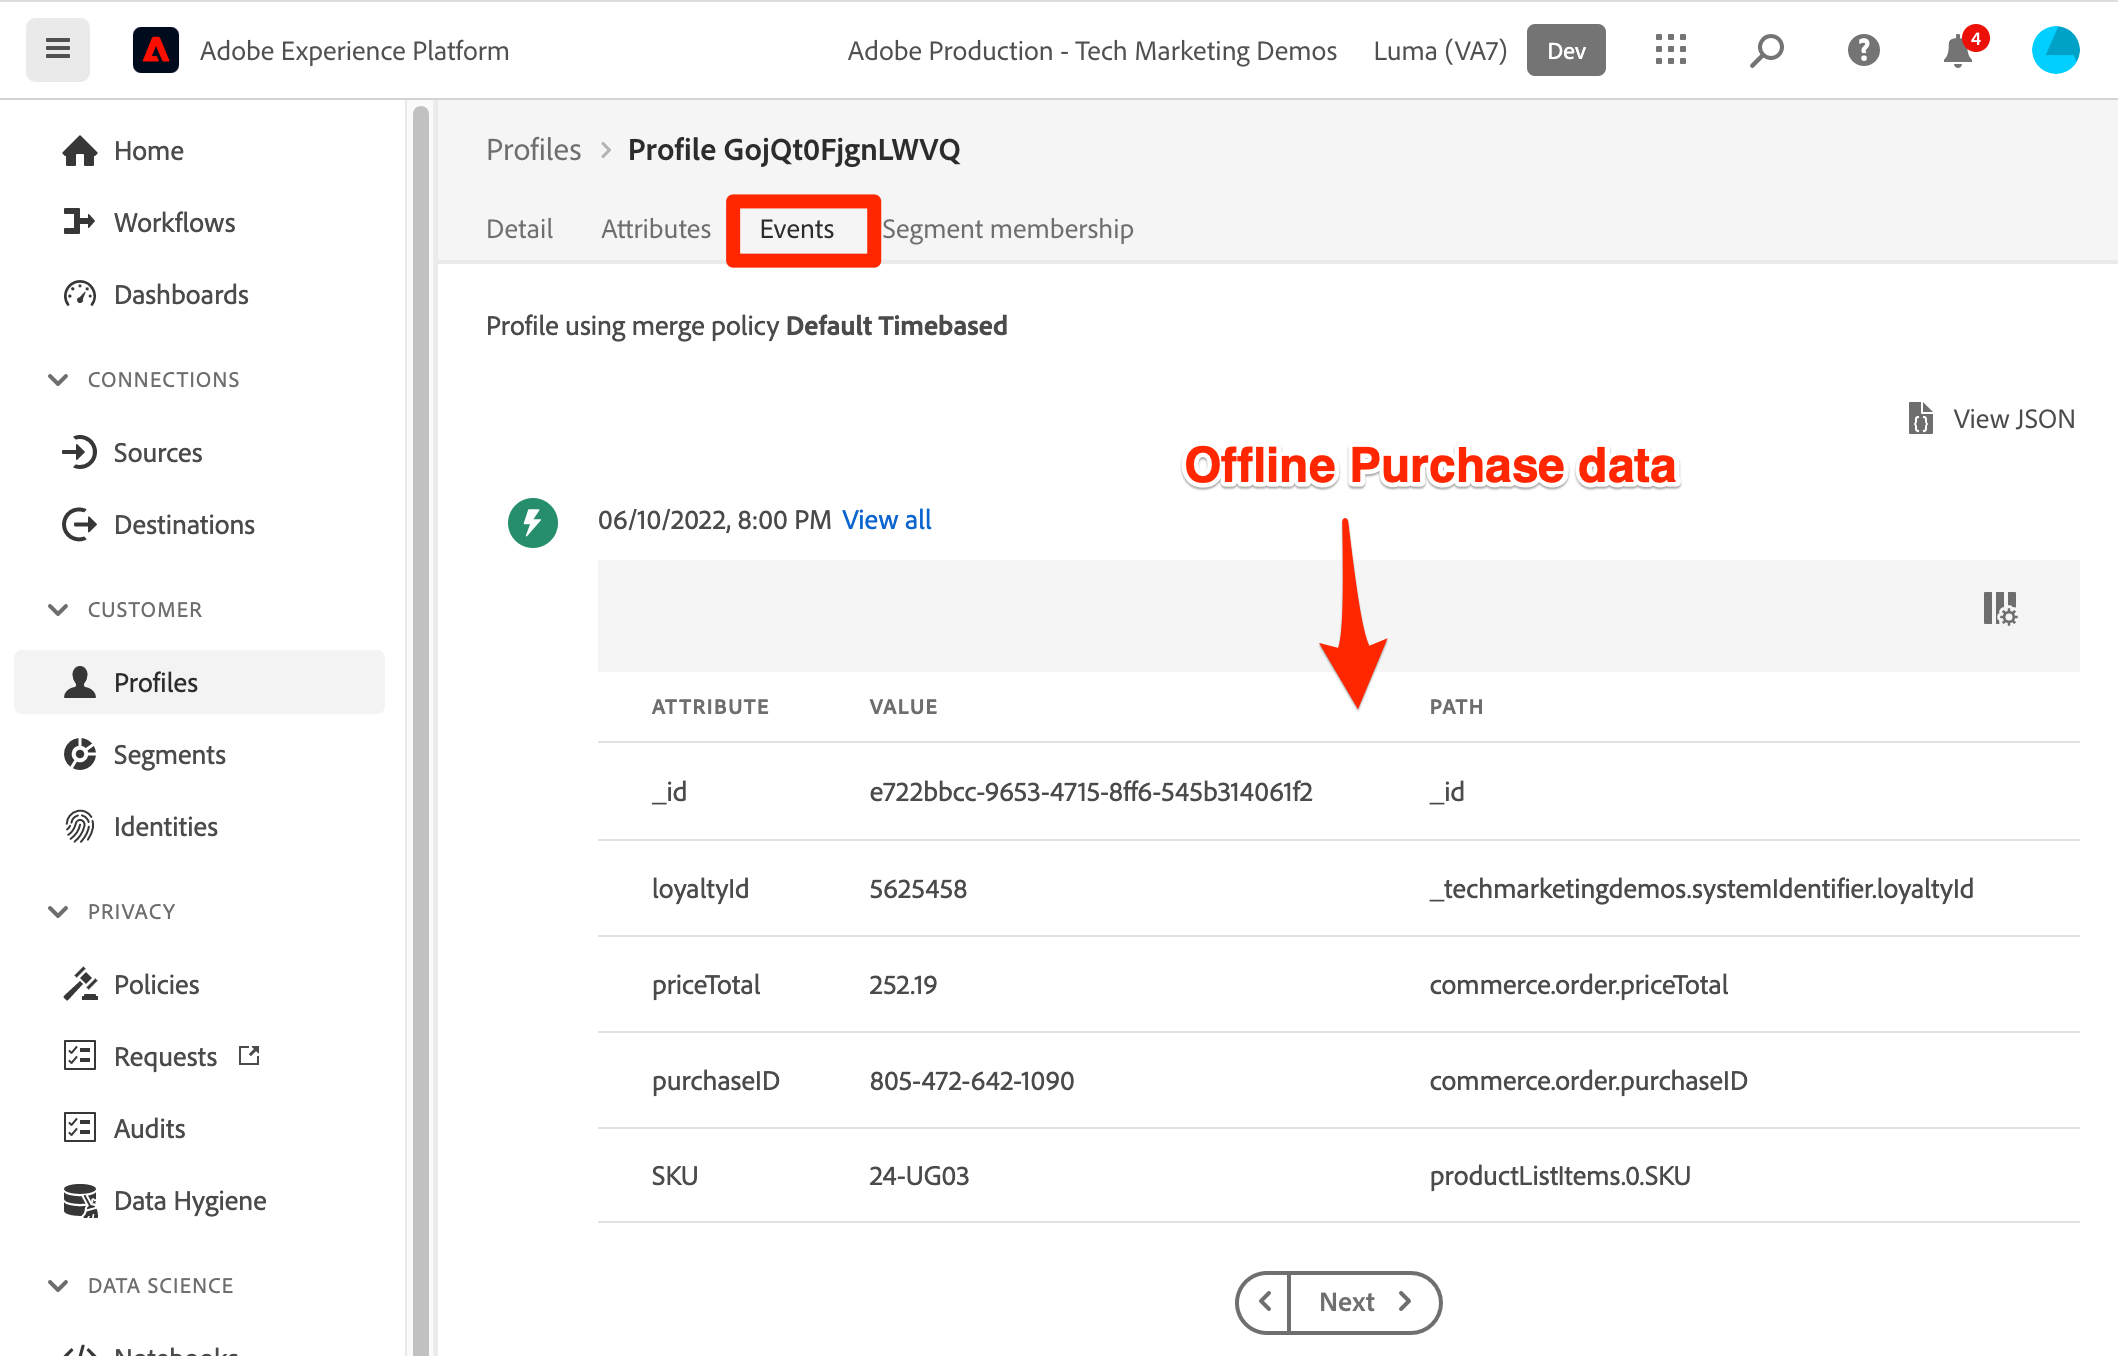 Adobe Experience Platform
Adobe Production - Tech Marketing Demos Luma (VA7) Dev 4
Home
Workflows
Dashboards
CONNECTIONS
Sources
Destinations
CUSTOMER
Profiles
Segments
Identities
PRIVACY
Policies
Requests
Audits
Data Hygiene
DATA SCIENCE
Notebooks
Profiles > Profile GojQt0FjgnLWVQ
Detail Attributes Events Segment membership
Profile using merge policy Default Timebased
View JSON
Offline Purchase data
06/10/2022, 8:00 PM View all
ATTRIBUTE VALUE PATH
_id e722bbcc-9653-4715-8ff6-545b314061f2 _id
loyaltyId 5625458 _techmarketingdemos.systemIdentifier.loyaltyId
priceTotal 252.19 commerce.order.priceTotal
purchaseID 805-472-642-1090 commerce.order.purchaseID
SKU 24-UG03 productListItems.0.SKU
Next